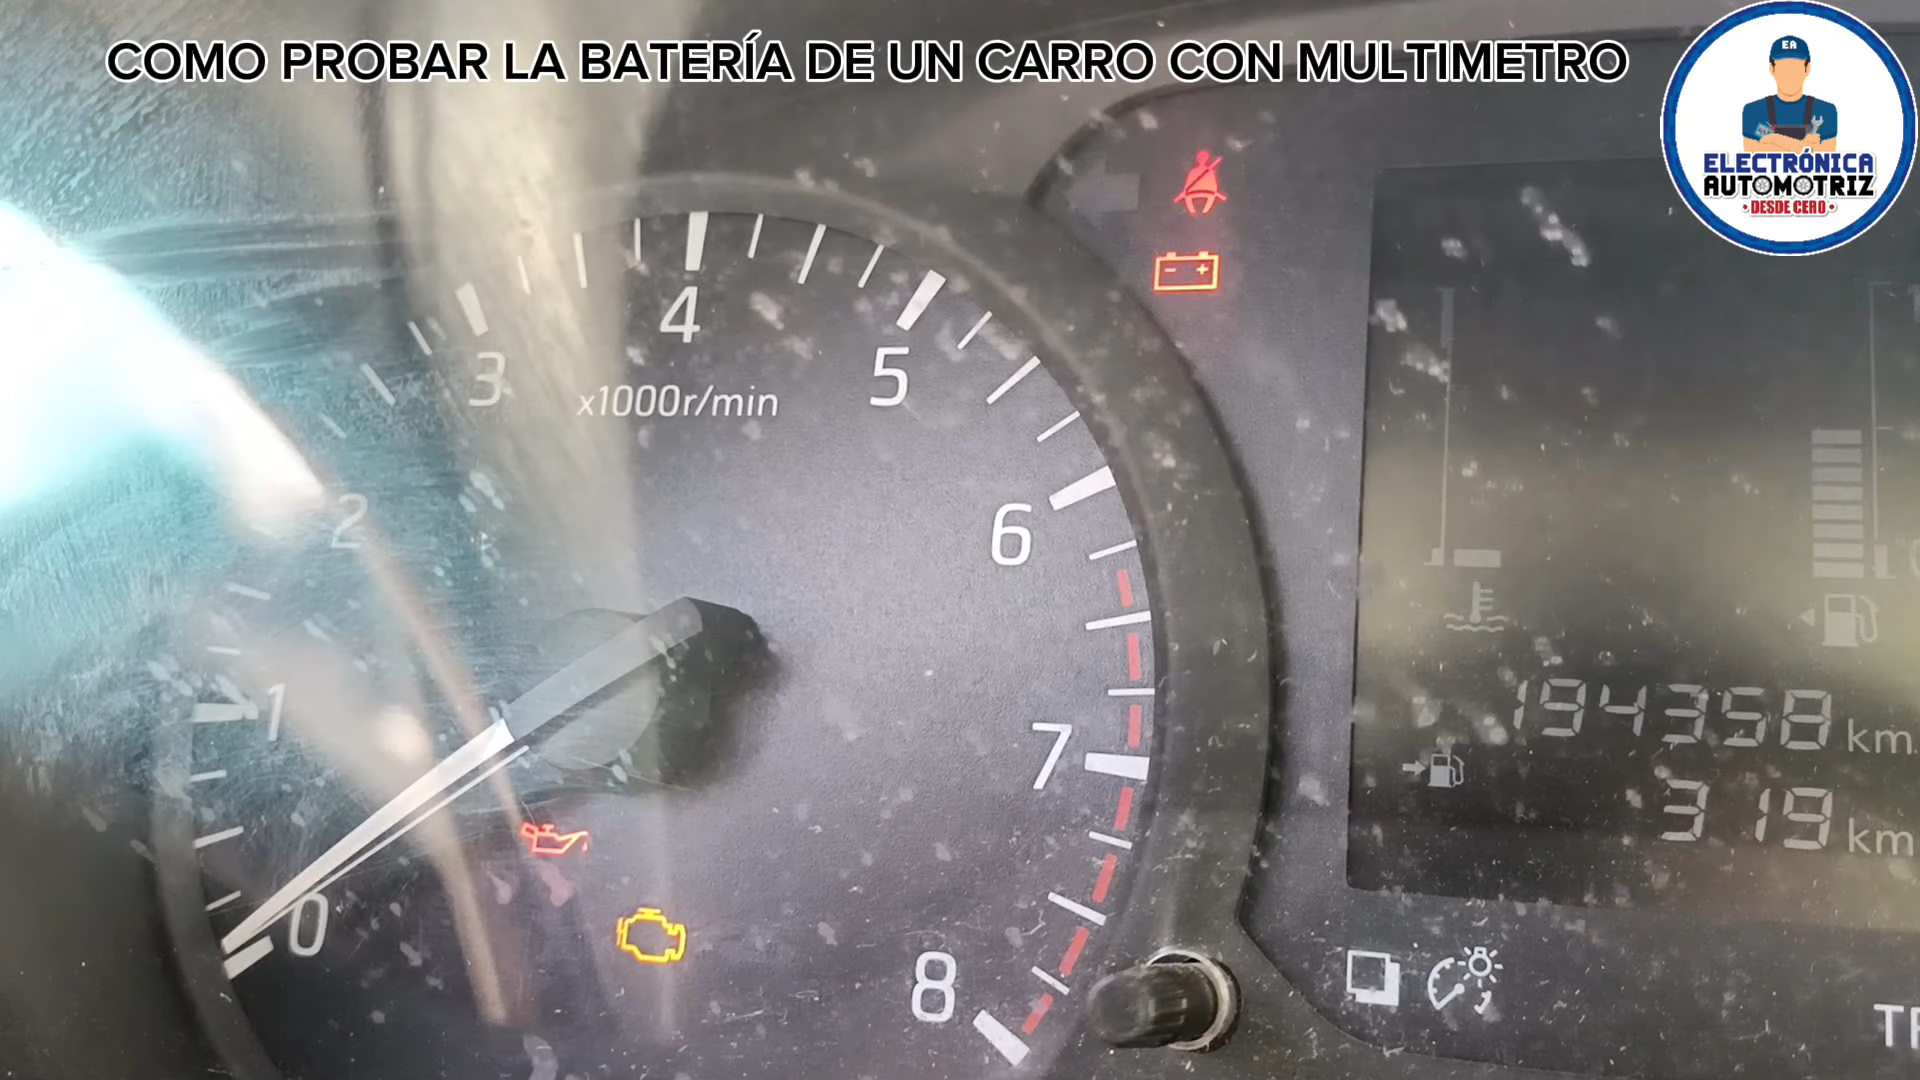 COMO PROBAR LA BATERÍA DE UN CARRO CON MULTIMETRO
EA
ELECTRÓNICA
AUTOMOTRIZ
• DESDE CERO •
4
3
5
x1000r/min
2
6
1
194358 km
7
319 km
0
8